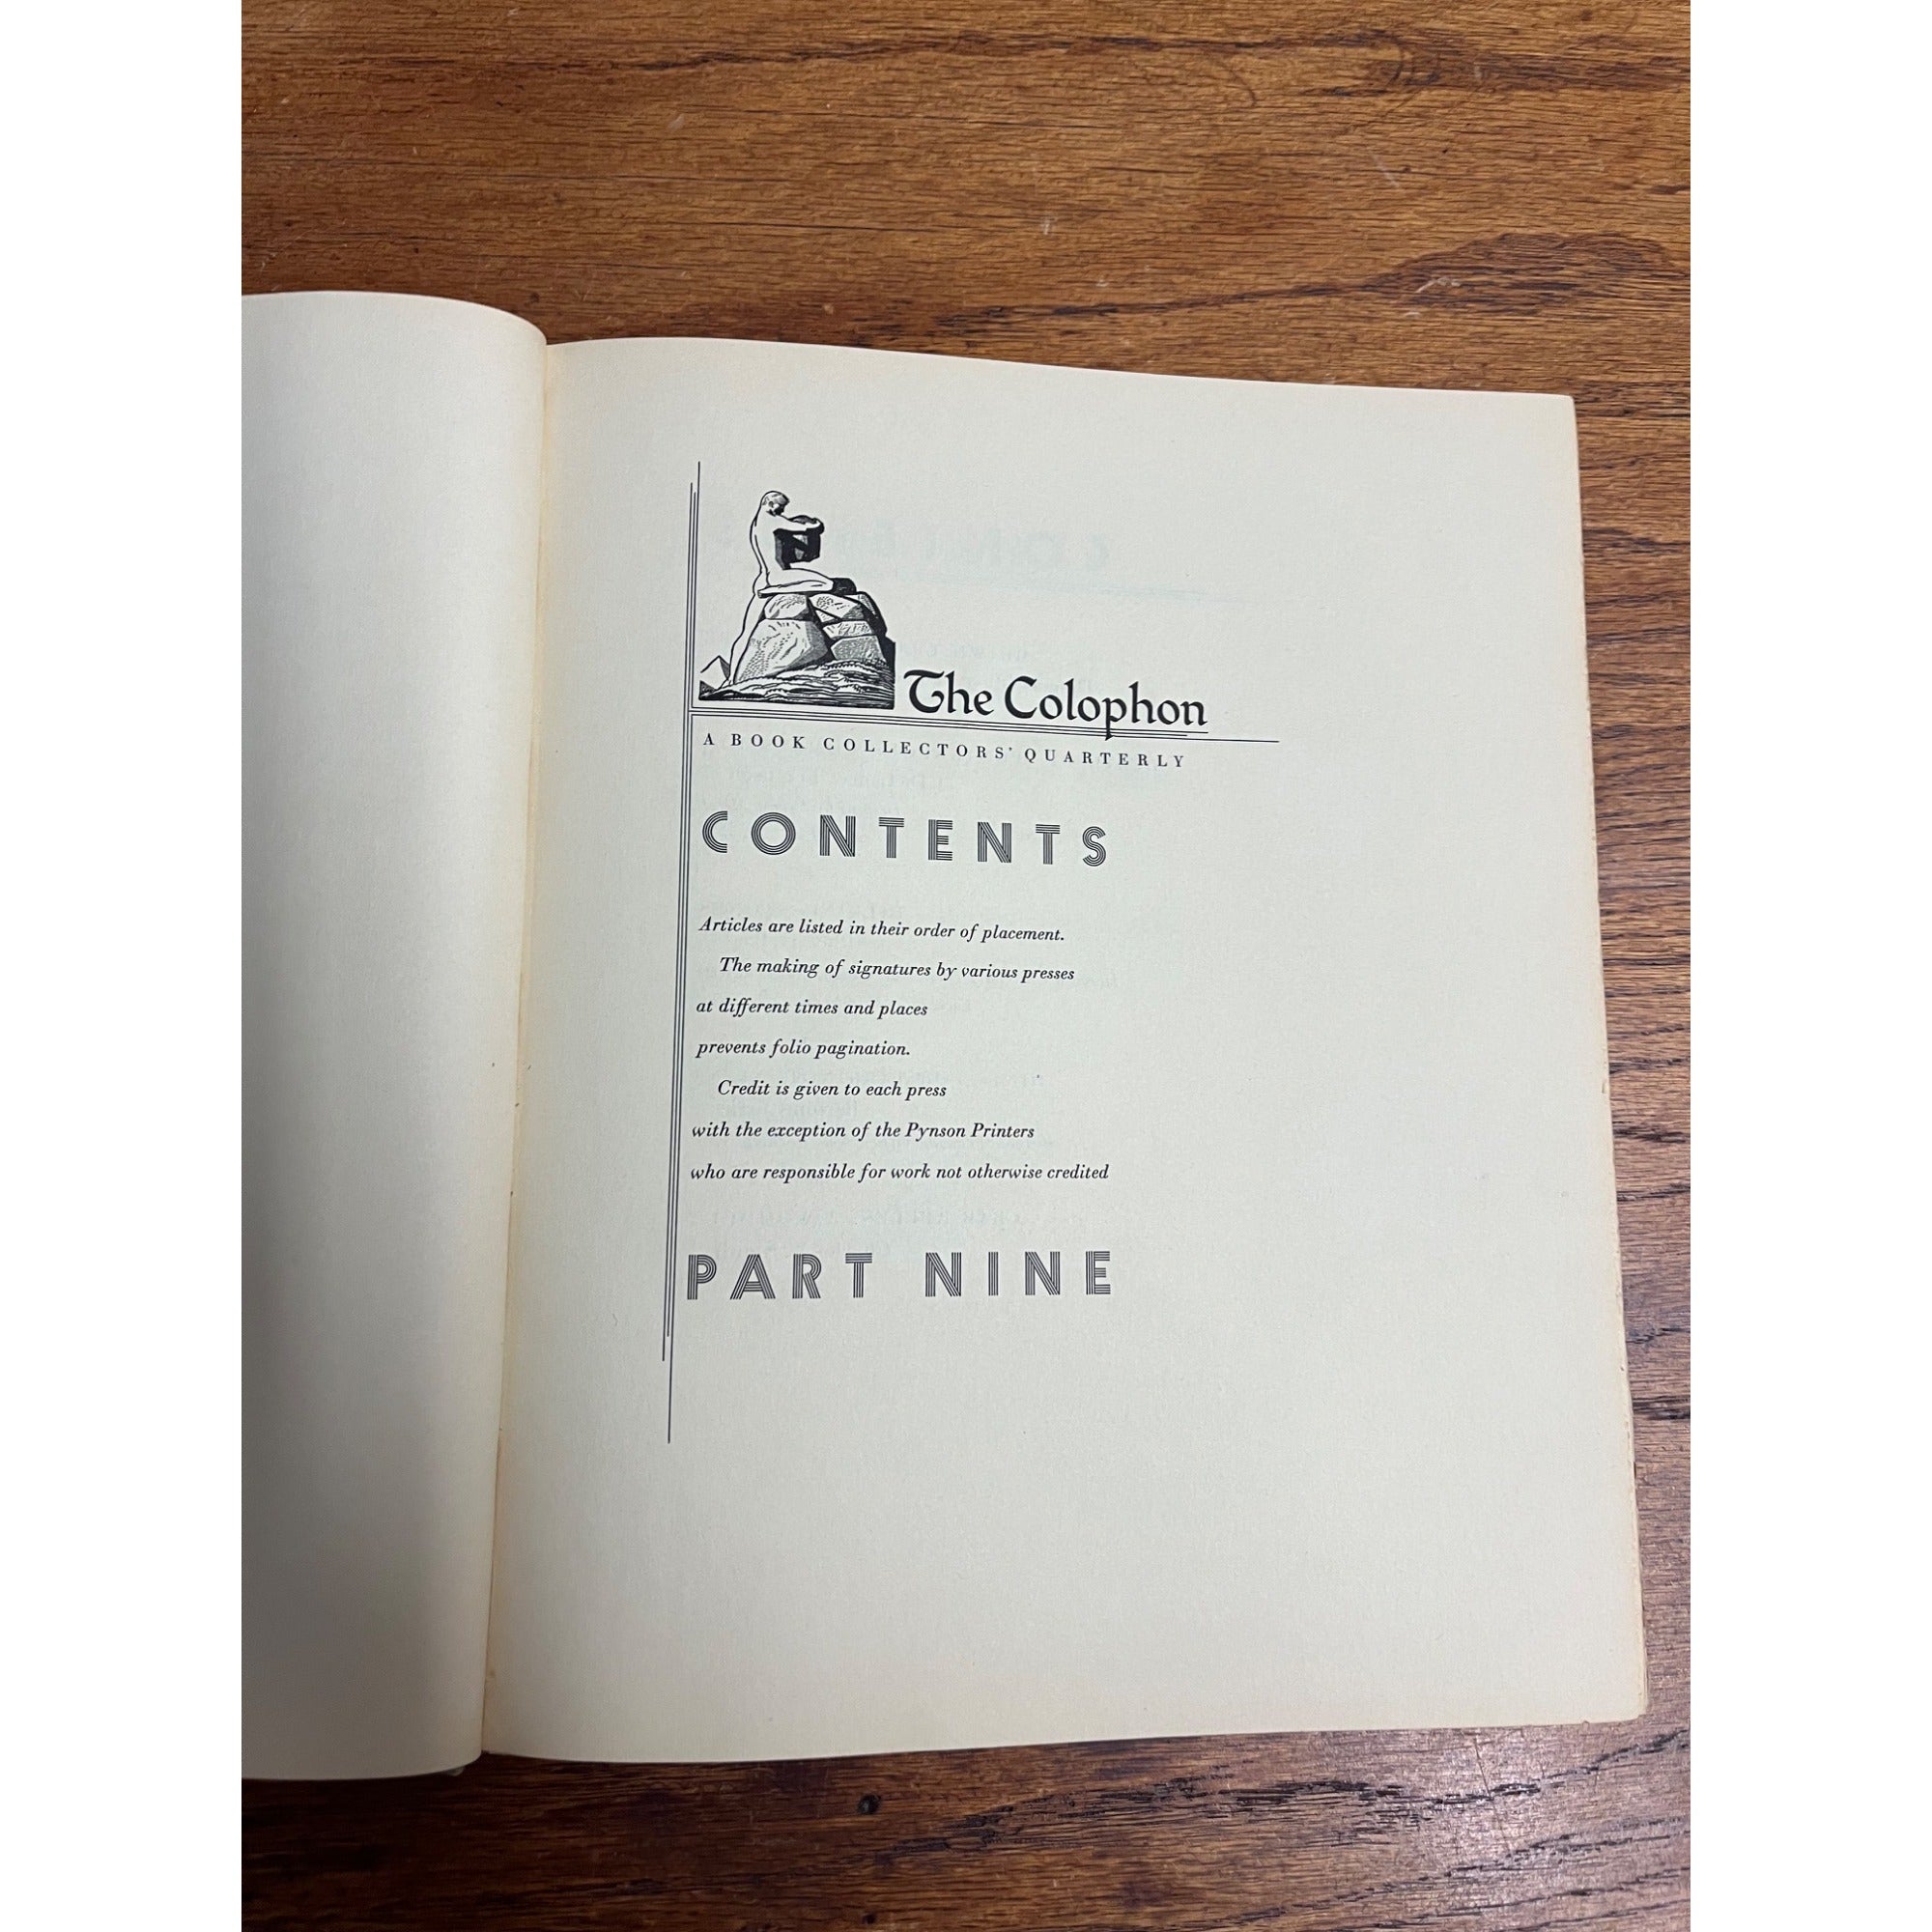 The Colophon
A BOOK COLLECTORS' QUARTERLY
CONTENTS
Articles are listed in their order of placement.
The making of signatures by various presses
at different times and places
prevents folio pagination.
Credit is given to each press
with the exception of the Pynson Printers
who are responsible for work not otherwise credited
PART NINE